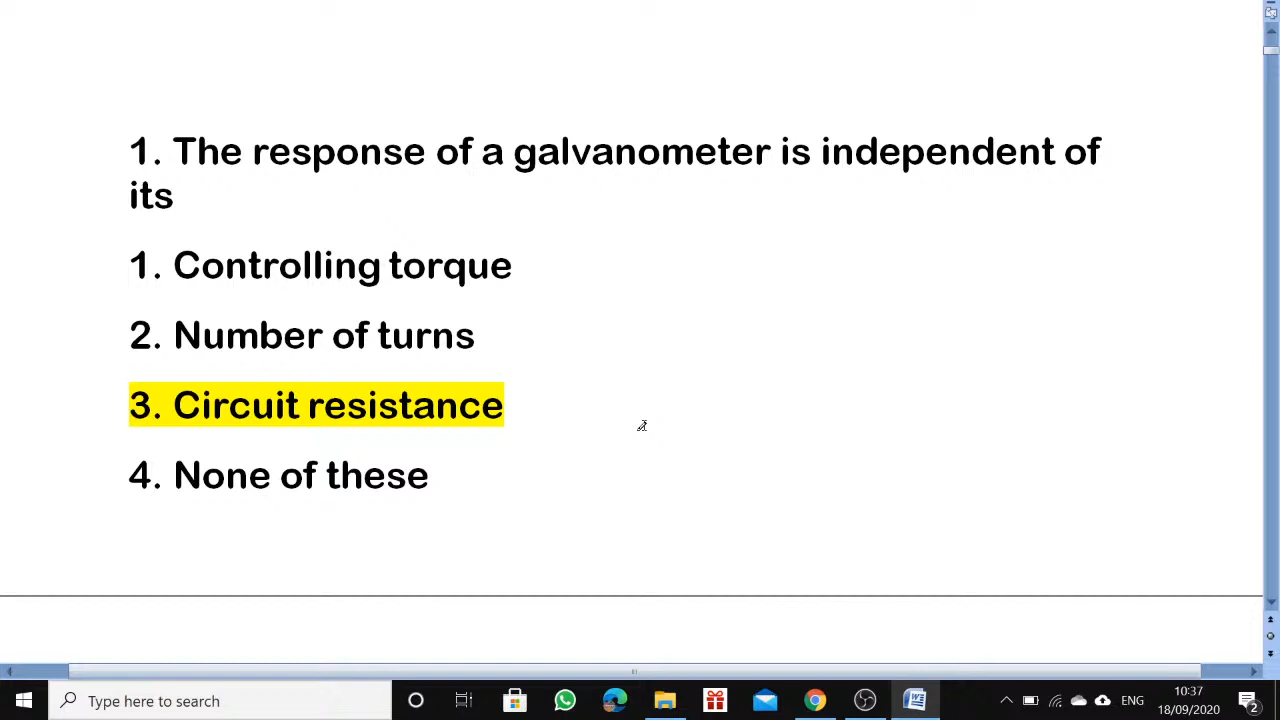 1. The response of a galvanometer is independent of
its
1. Controlling torque
2. Number of turns
3. Circuit resistance
4. None of these
Type here to search
ENG
10:37
18/09/2020
2